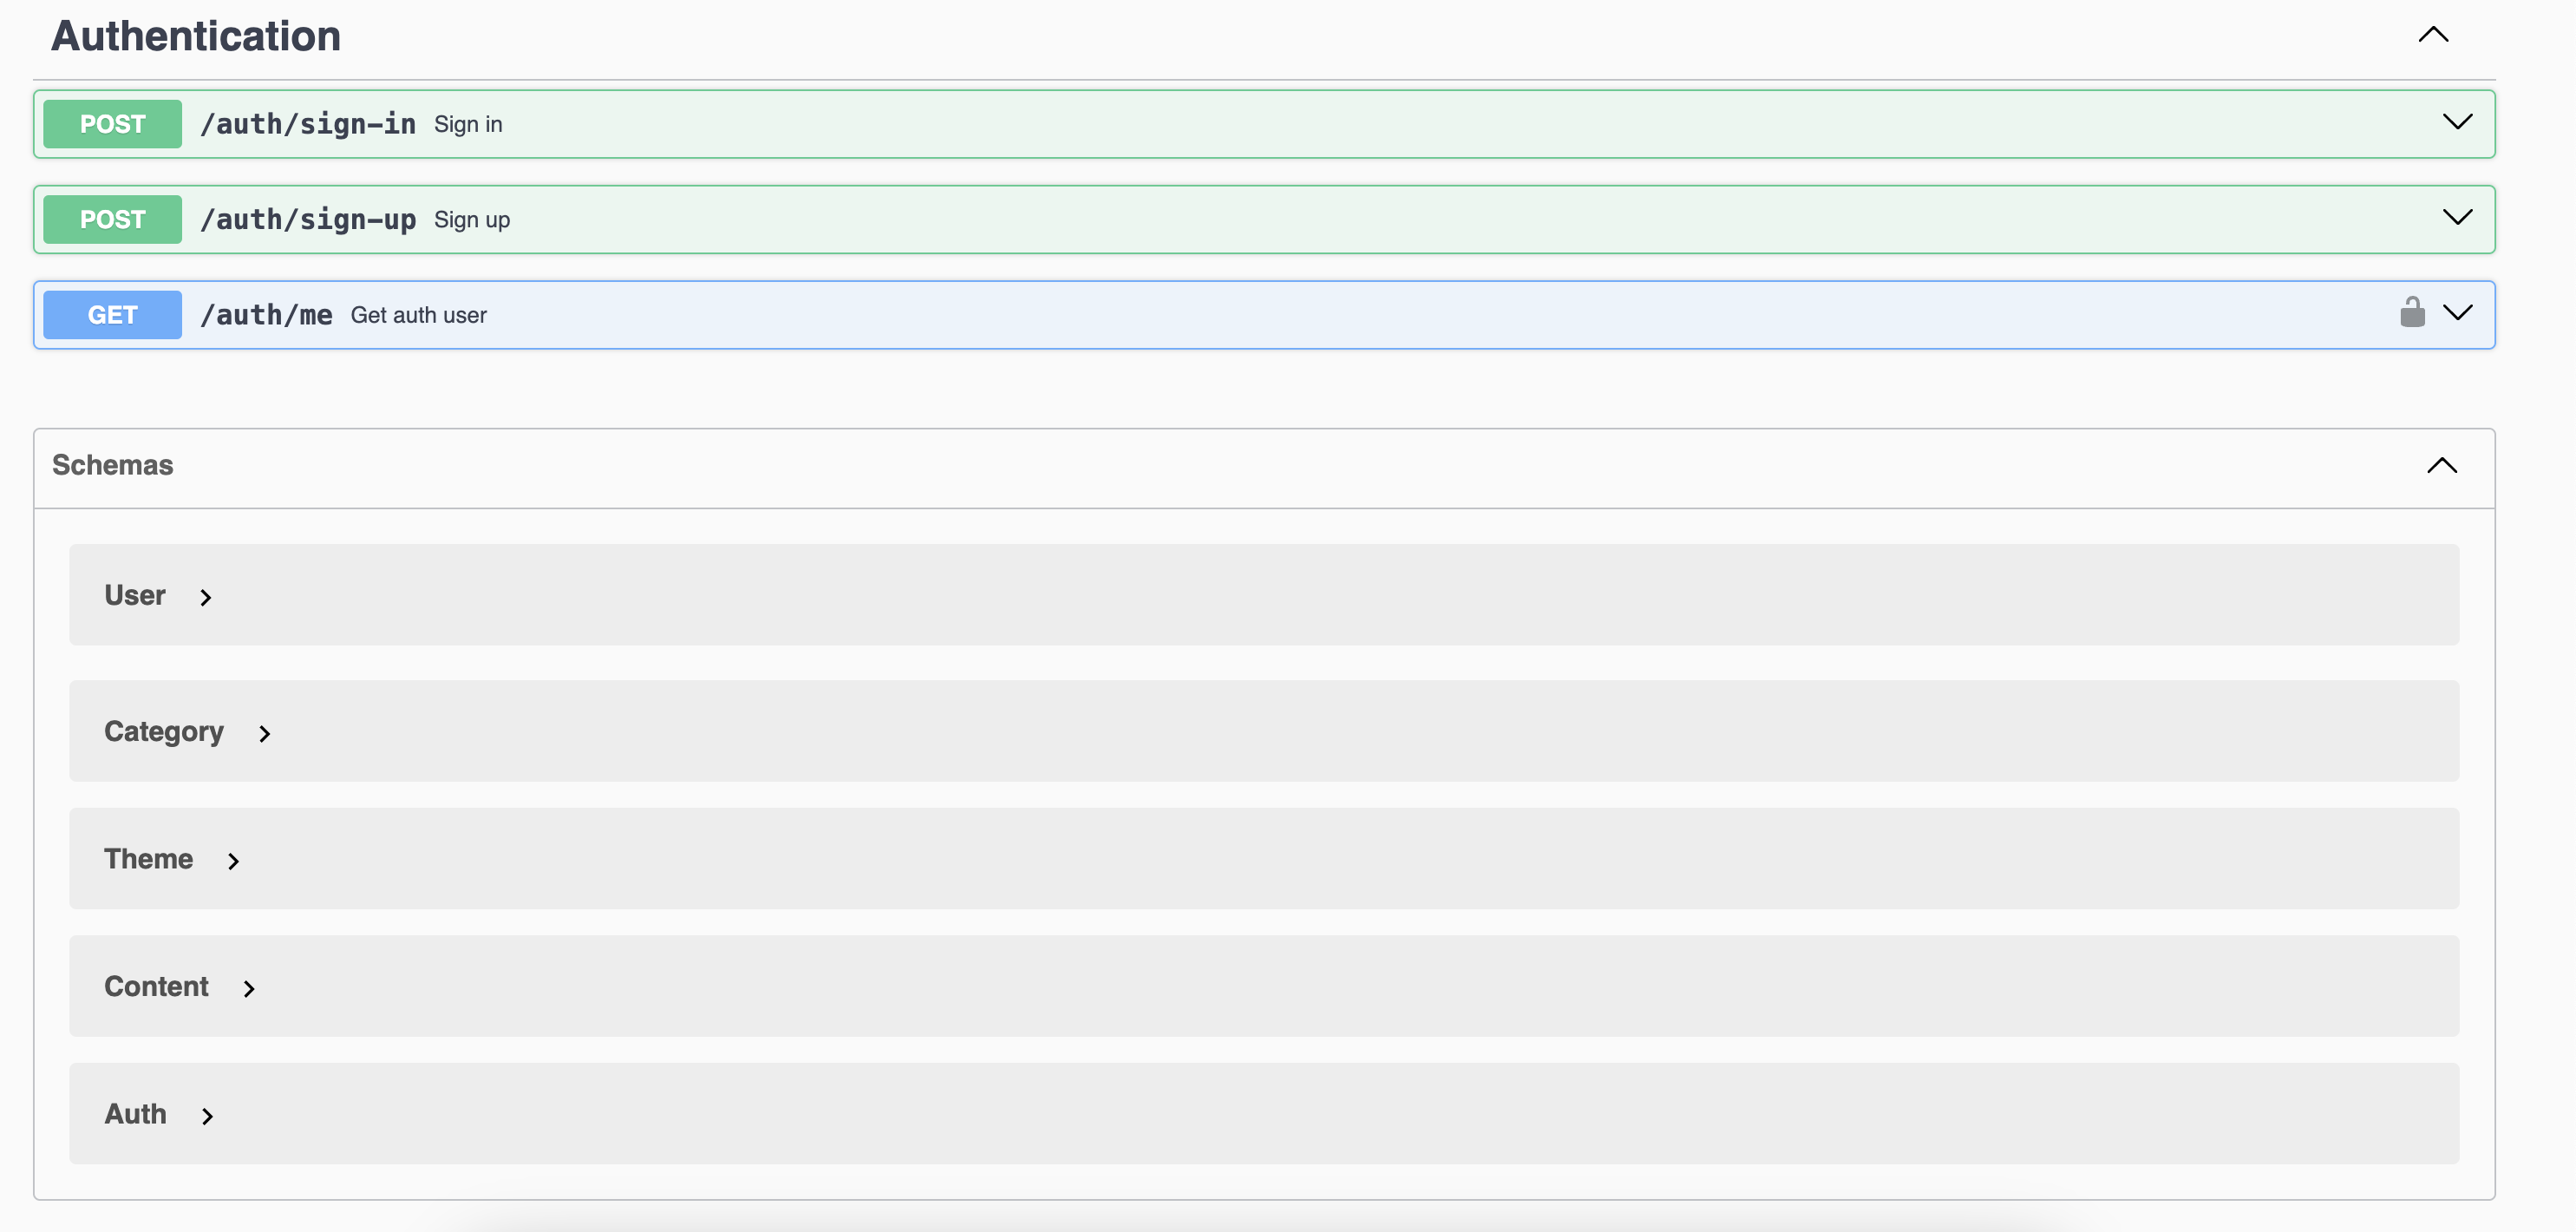 Authentication
POST /auth/sign-in Sign in
POST /auth/sign-up Sign up
GET /auth/me Get auth user
Schemas
User
Category
Theme
Content
Auth